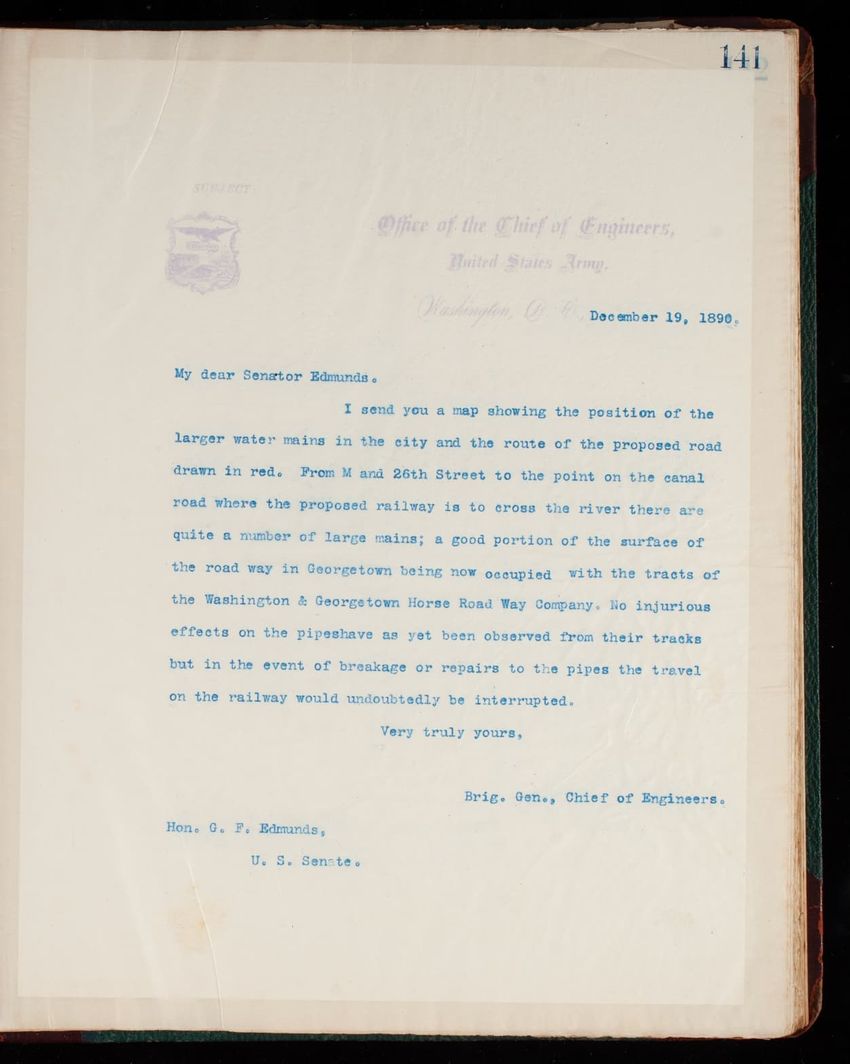 141
SUBJECT
Office of the Chief of Engineers,
United States Army.
Washington, D. C., December 19, 1890.
My dear Senator Edmunds.
I send you a map showing the position of the
larger water mains in the city and the route of the proposed road
drawn in red. From M and 26th Street to the point on the canal
road where the proposed railway is to cross the river there are
quite a number of large mains; a good portion of the surface of
the road way in Georgetown being now occupied with the tracts of
the Washington & Georgetown Horse Road Way Company. No injurious
effects on the pipeshave as yet been observed from their tracks
but in the event of breakage or repairs to the pipes the travel
on the railway would undoubtedly be interrupted.
Very truly yours,
Brig. Gen., Chief of Engineers.
Hon. G. F. Edmunds,
U. S. Senate.